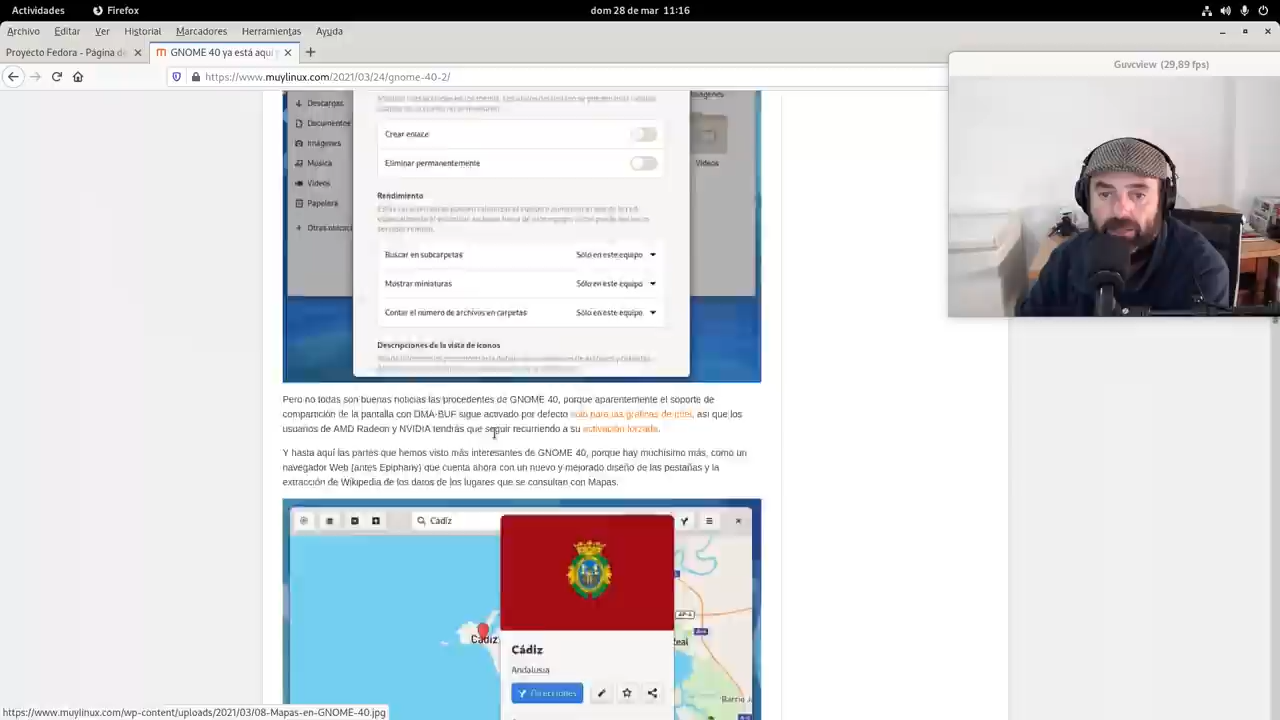 Actividades Firefox dom 28 de mar 11:16
Archivo Editar Ver Historial Marcadores Herramientas Ayuda
Proyecto Fedora - Página de
GNOME 40 ya está aquí
https://www.muylinux.com/2021/03/24/gnome-40-2/
Guvcview (29,89 fps)
Descargas
Documentos
Imágenes
Música
Vídeos
Papelera
Crear enlace
Eliminar permanentemente
Vídeos
Rendimiento
Buscar en subcarpetas Sólo en este equipo
Mostrar miniaturas Sólo en este equipo
Contar el número de archivos en carpetas Sólo en este equipo
Descripciones de la vista de iconos
Pero no todas son buenas noticias las procedentes de GNOME 40, porque aparentemente el soporte de
compartición de la pantalla con DMA-BUF sigue activado por defecto solo para las gráficas de Intel, así que los
usuarios de AMD Radeon y NVIDIA tendrás que seguir recurriendo a su activación forzada.
Y hasta aquí las partes que hemos visto más interesantes de GNOME 40, porque hay muchísimo más, como un
navegador Web (antes Epiphany) que cuenta ahora con un nuevo y mejorado diseño de las pestañas y la
extracción de Wikipedia de los datos de los lugares que se consultan con Mapas.
Cádiz
Cádiz
Cádiz
Andalusia
Direcciones
https://www.muylinux.com/wp-content/uploads/2021/03/08-Mapas-en-GNOME-40.jpg